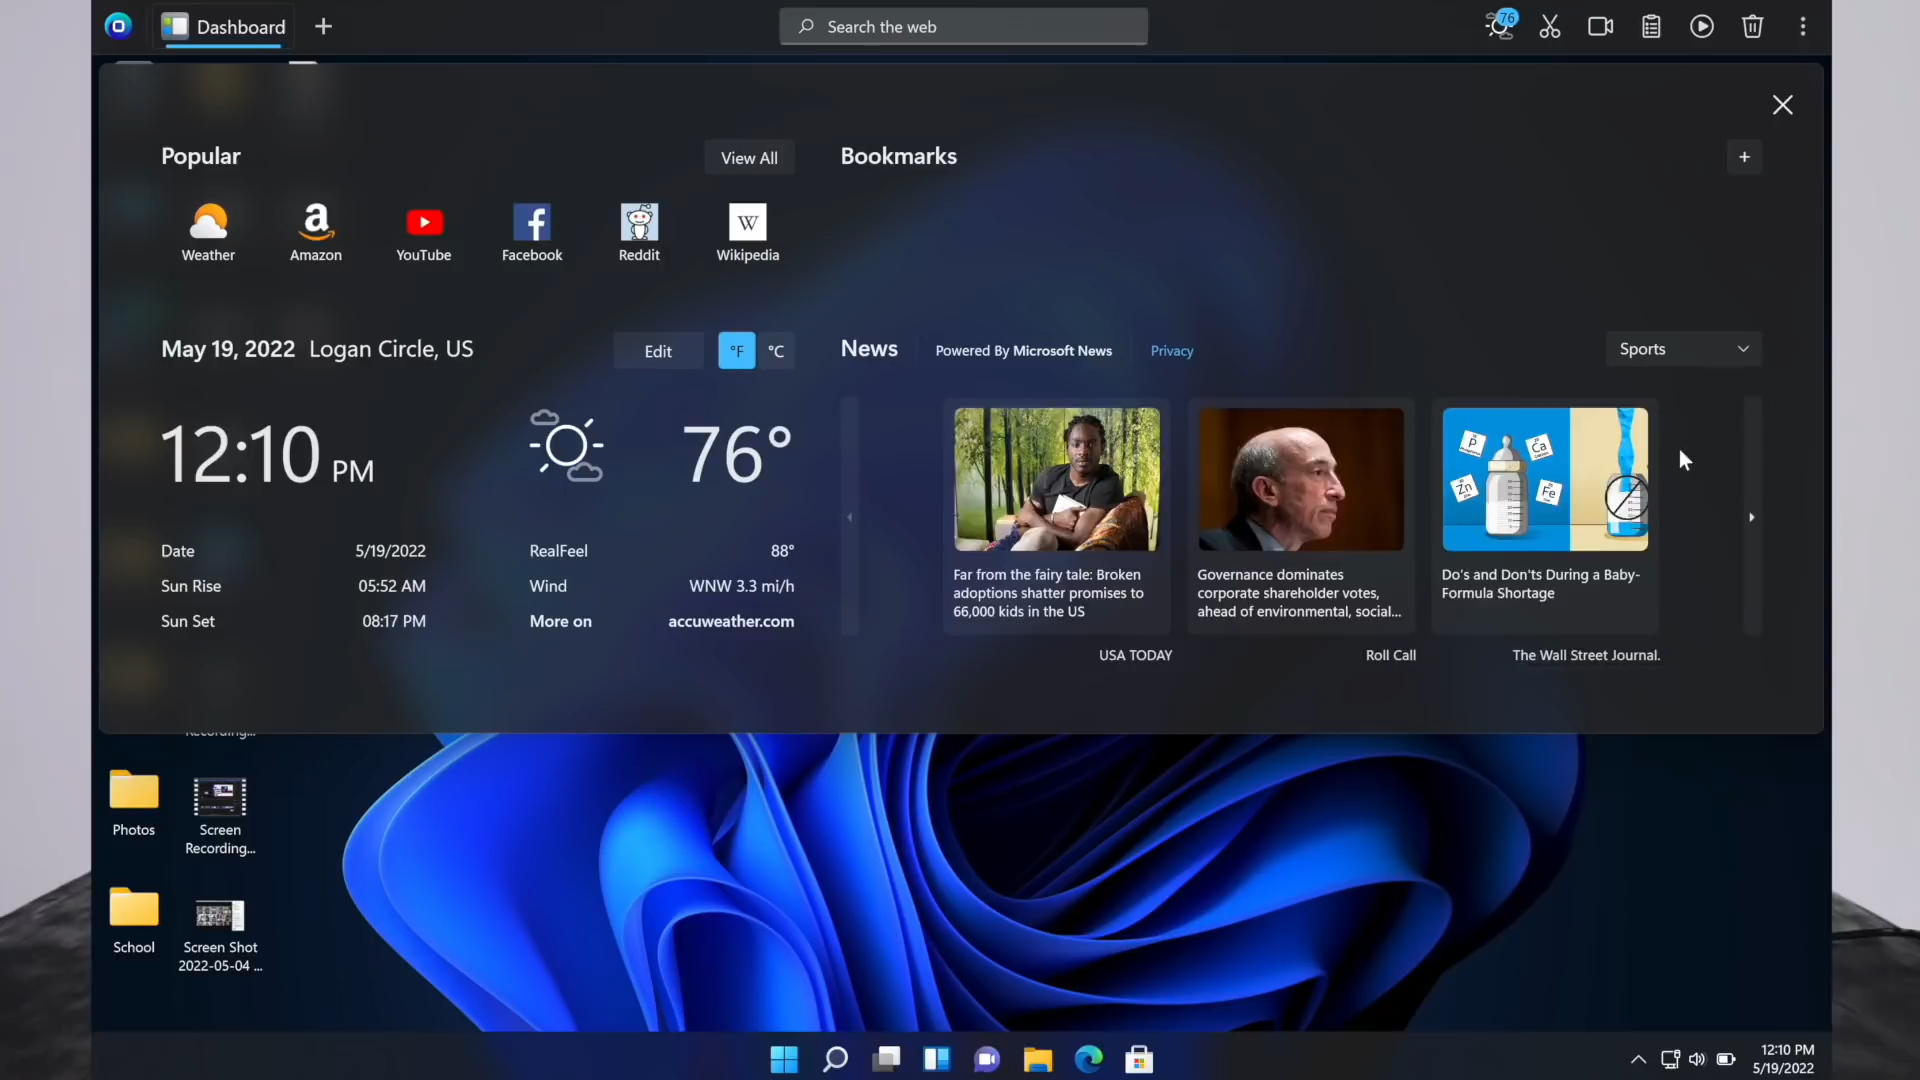 Dashboard
Search the web
76
Popular
View All
Bookmarks
Weather
Amazon
YouTube
Facebook
Reddit
Wikipedia
May 19, 2022 Logan Circle, US
Edit
°F
°C
News
Powered By Microsoft News
Privacy
Sports
12:10 PM
76°
Date 5/19/2022
Sun Rise 05:52 AM
Sun Set 08:17 PM
RealFeel 88°
Wind WNW 3.3 mi/h
More on accuweather.com
Far from the fairy tale: Broken
adoptions shatter promises to
66,000 kids in the US
USA TODAY
Governance dominates
corporate shareholder votes,
ahead of environmental, social...
Roll Call
P
Ca
Zn
Fe
Do's and Don'ts During a Baby-
Formula Shortage
The Wall Street Journal.
Recording...
Photos
Screen
Recording...
School
Screen Shot
2022-05-04 ...
12:10 PM
5/19/2022